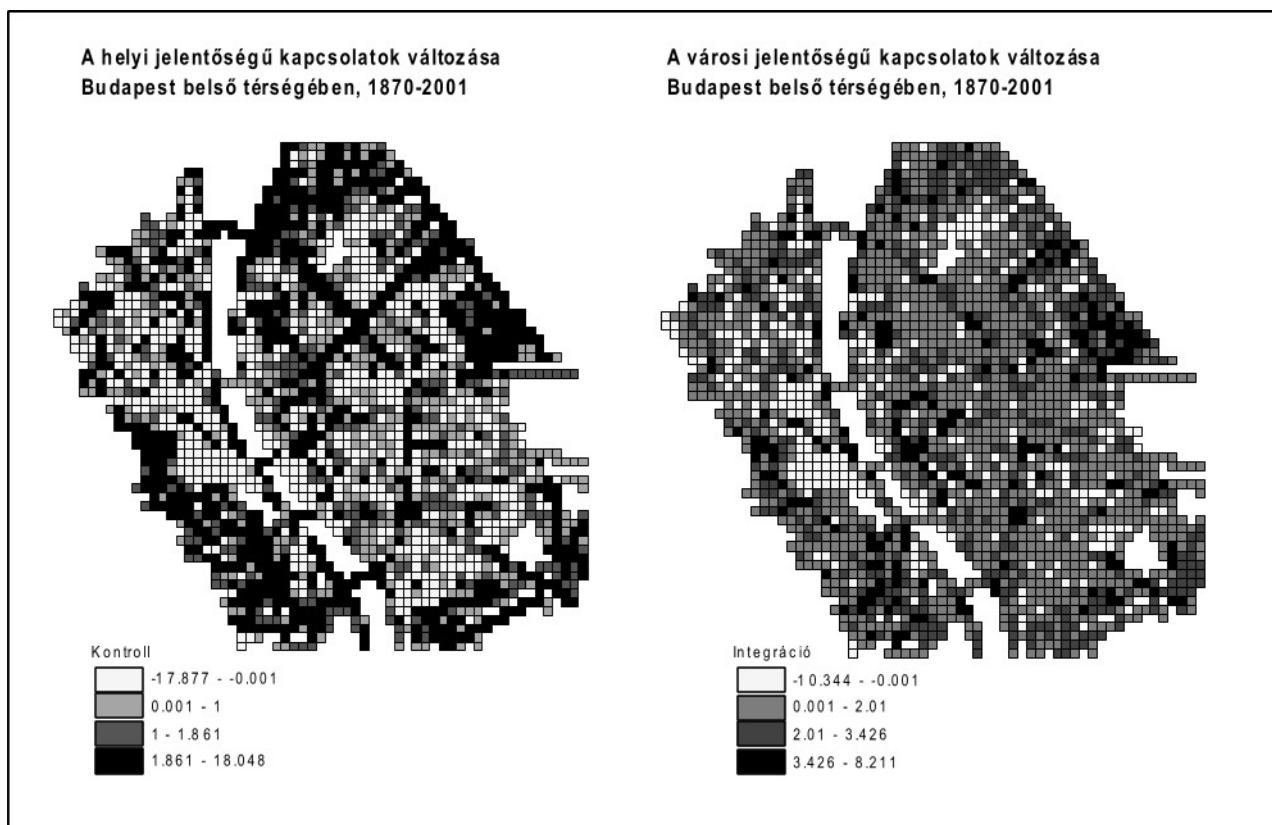 A helyi jelentőségű kapcsolatok változása
Budapest belső térségében, 1870-2001
A városi jelentőségű kapcsolatok változása
Budapest belső térségében, 1870-2001
Kontroll
-17.877 - -0.001
0.001 - 1
1 - 1.861
1.861 - 18.048
Integráció
-10.344 - -0.001
0.001 - 2.01
2.01 - 3.426
3.426 - 8.211